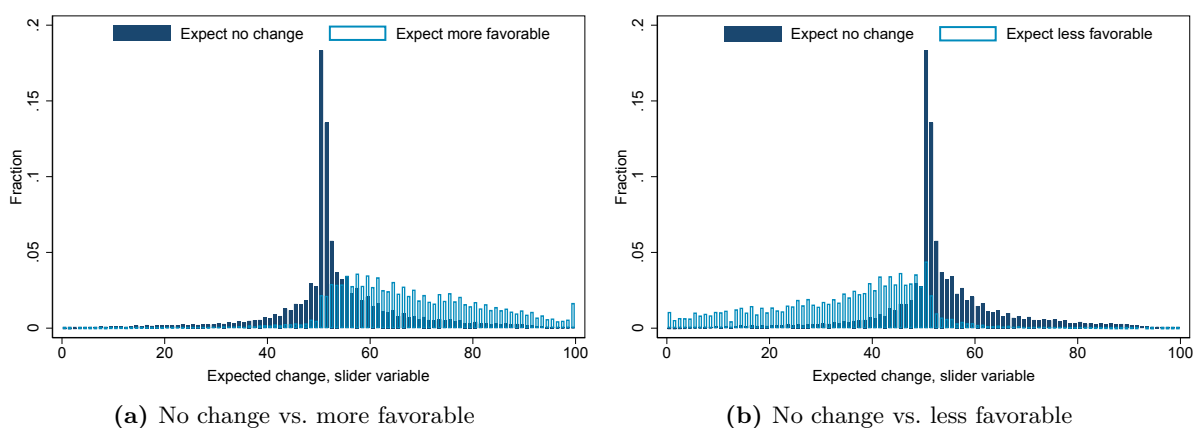 Expect no change Expect more favorable
.2
.15
.1
.05
0
Fraction
0 20 40 60 80 100
Expected change, slider variable
(a) No change vs. more favorable
Expect no change Expect less favorable
.2
.15
.1
.05
0
Fraction
0 20 40 60 80 100
Expected change, slider variable
(b) No change vs. less favorable